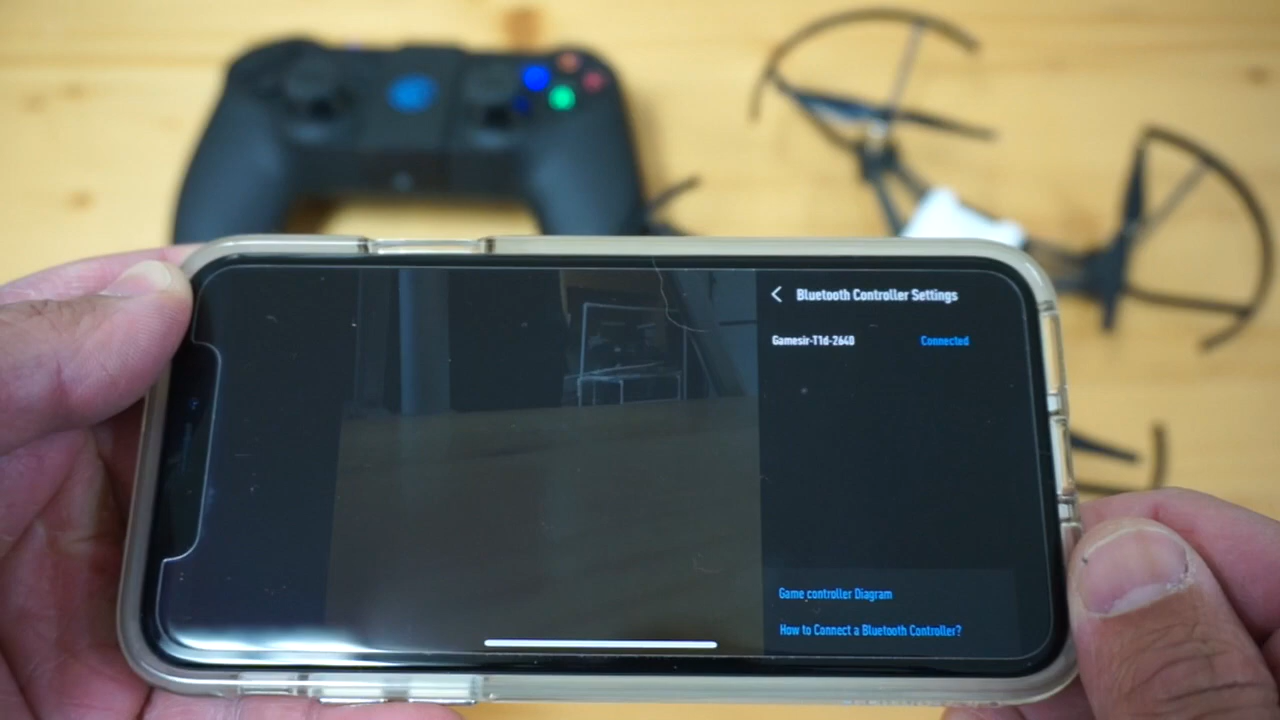 Bluetooth Controller Settings
Gamesir-T1d-2640 Connected
Game controller Diagram
How to Connect a Bluetooth Controller?